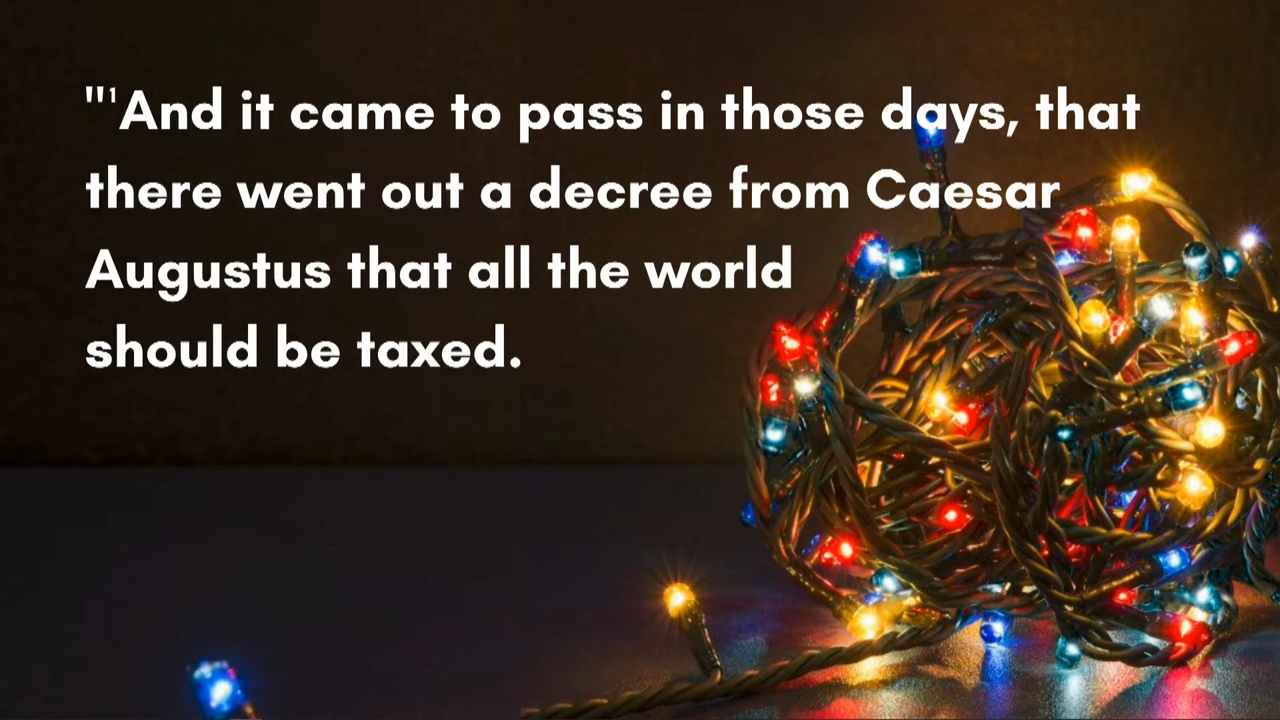 "¹And it came to pass in those days, that
there went out a decree from Caesar
Augustus that all the world
should be taxed.